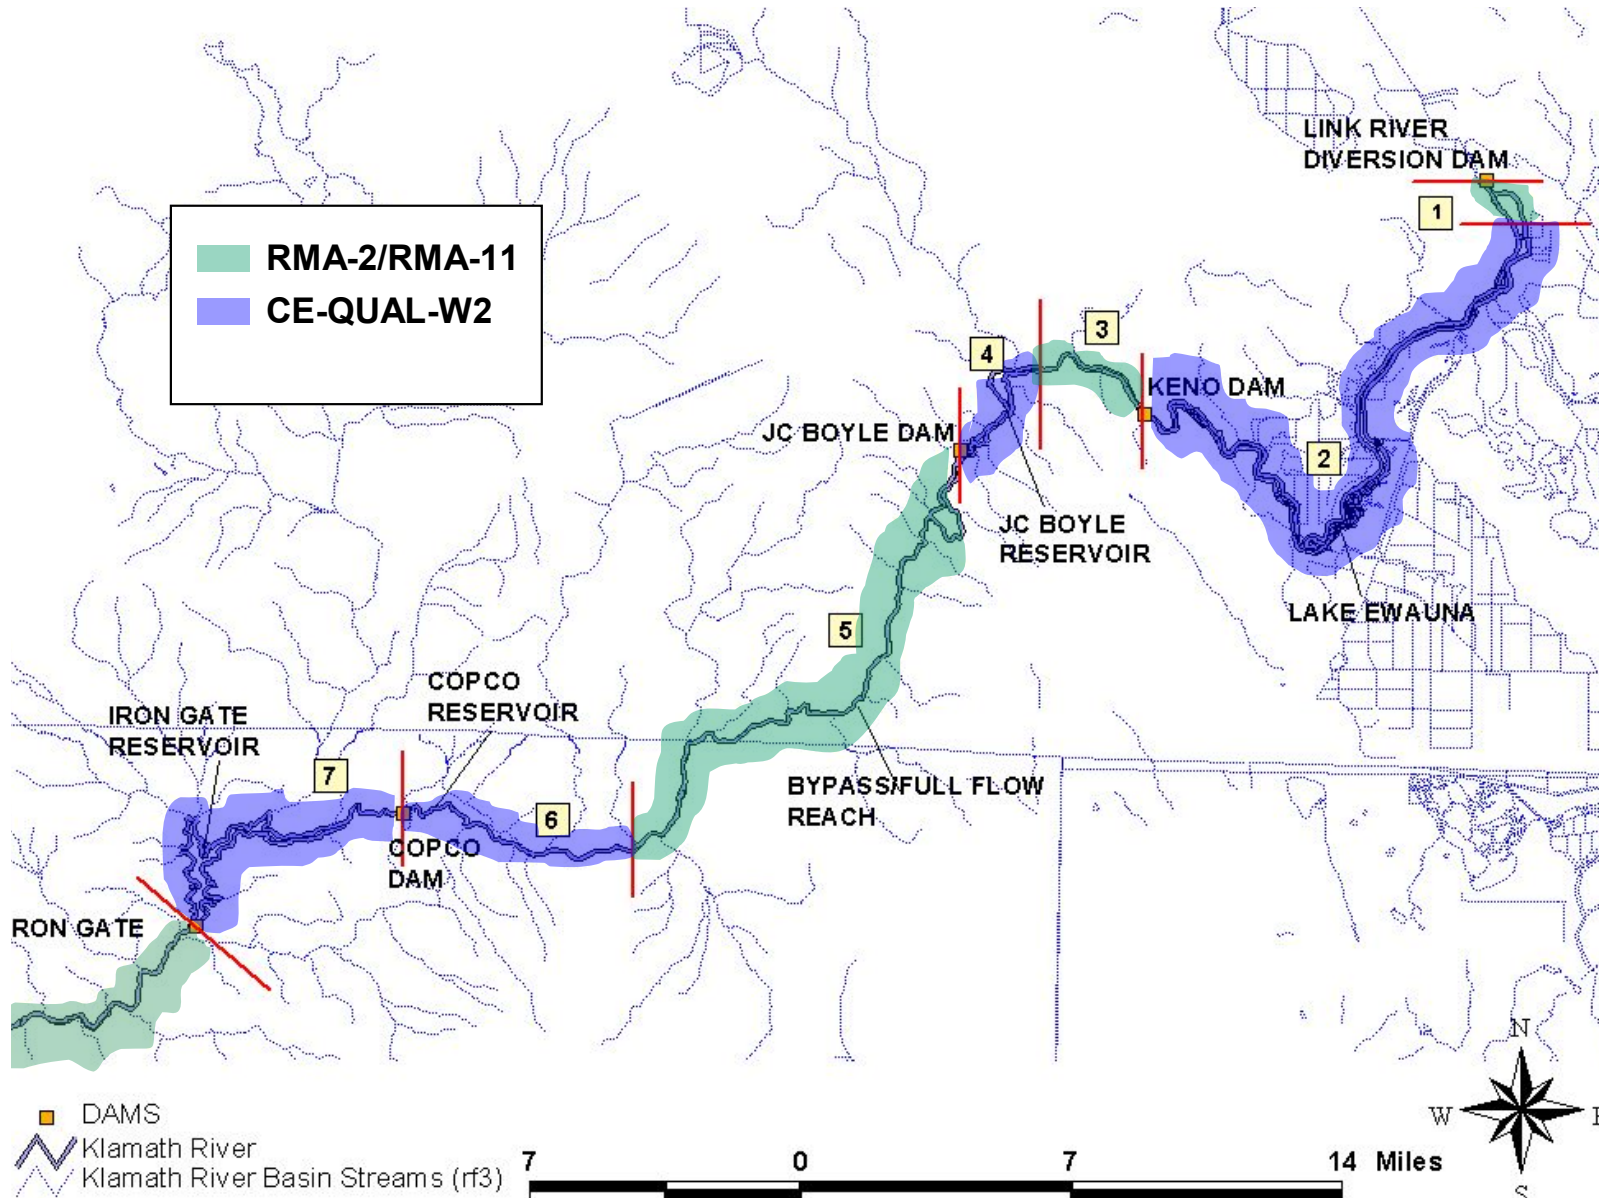 LINK RIVER
DIVERSION DAM
1
RMA-2/RMA-11
CE-QUAL-W2
3
4
KENO DAM
JC BOYLE DAM
2
JC BOYLE
RESERVOIR
LAKE EWAUNA
5
COPCO
RESERVOIR
IRON GATE
RESERVOIR
7
BYPASS/FULL FLOW
REACH
6
COPCO
DAM
RON GATE
N
W
E
S
DAMS
Klamath River
Klamath River Basin Streams (rf3)
7 0 7 14 Miles